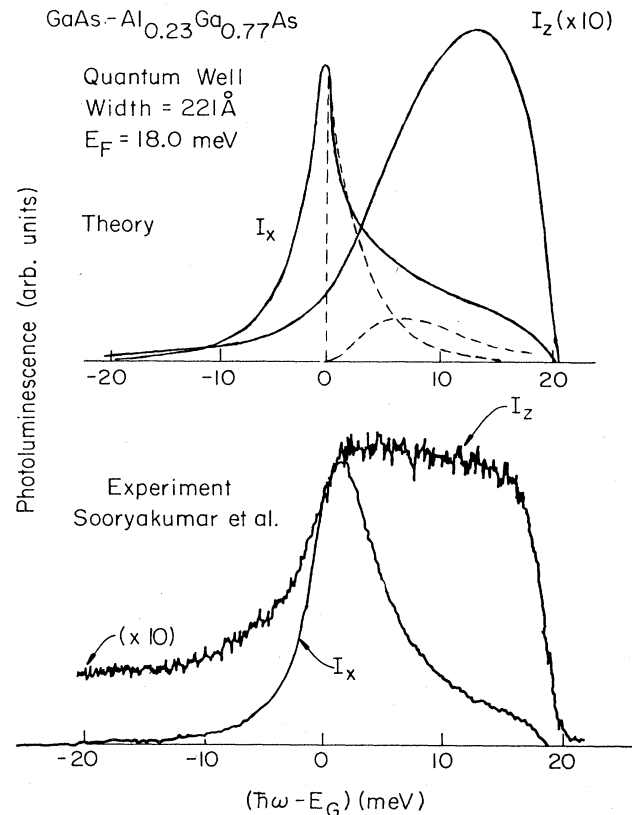 GaAs-Al0.23Ga0.77As
Iz(x10)
Quantum Well
Width = 221Å
EF = 18.0 meV
Theory
Ix
-20 -10 0 10 20
Photoluminescence (arb. units)
Iz
Experiment
Sooryakumar et al.
(x10)
Ix
-20 -10 0 10 20
(ħω-EG) (meV)